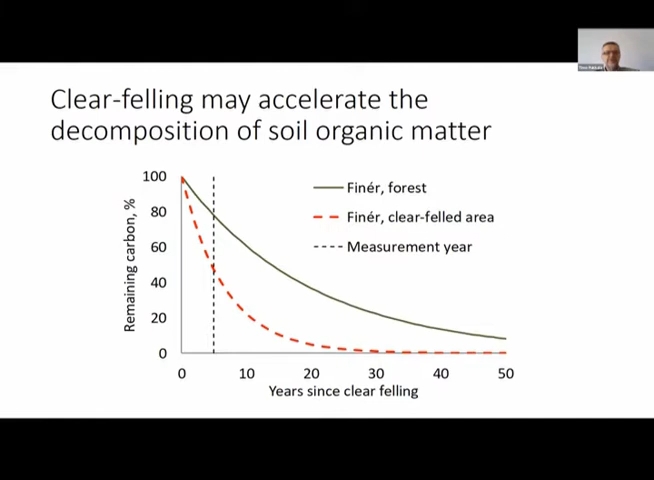 Clear-felling may accelerate the
decomposition of soil organic matter
100
80
60
40
20
0
Remaining carbon, %
Finér, forest
Finér, clear-felled area
Measurement year
0 10 20 30 40 50
Years since clear felling